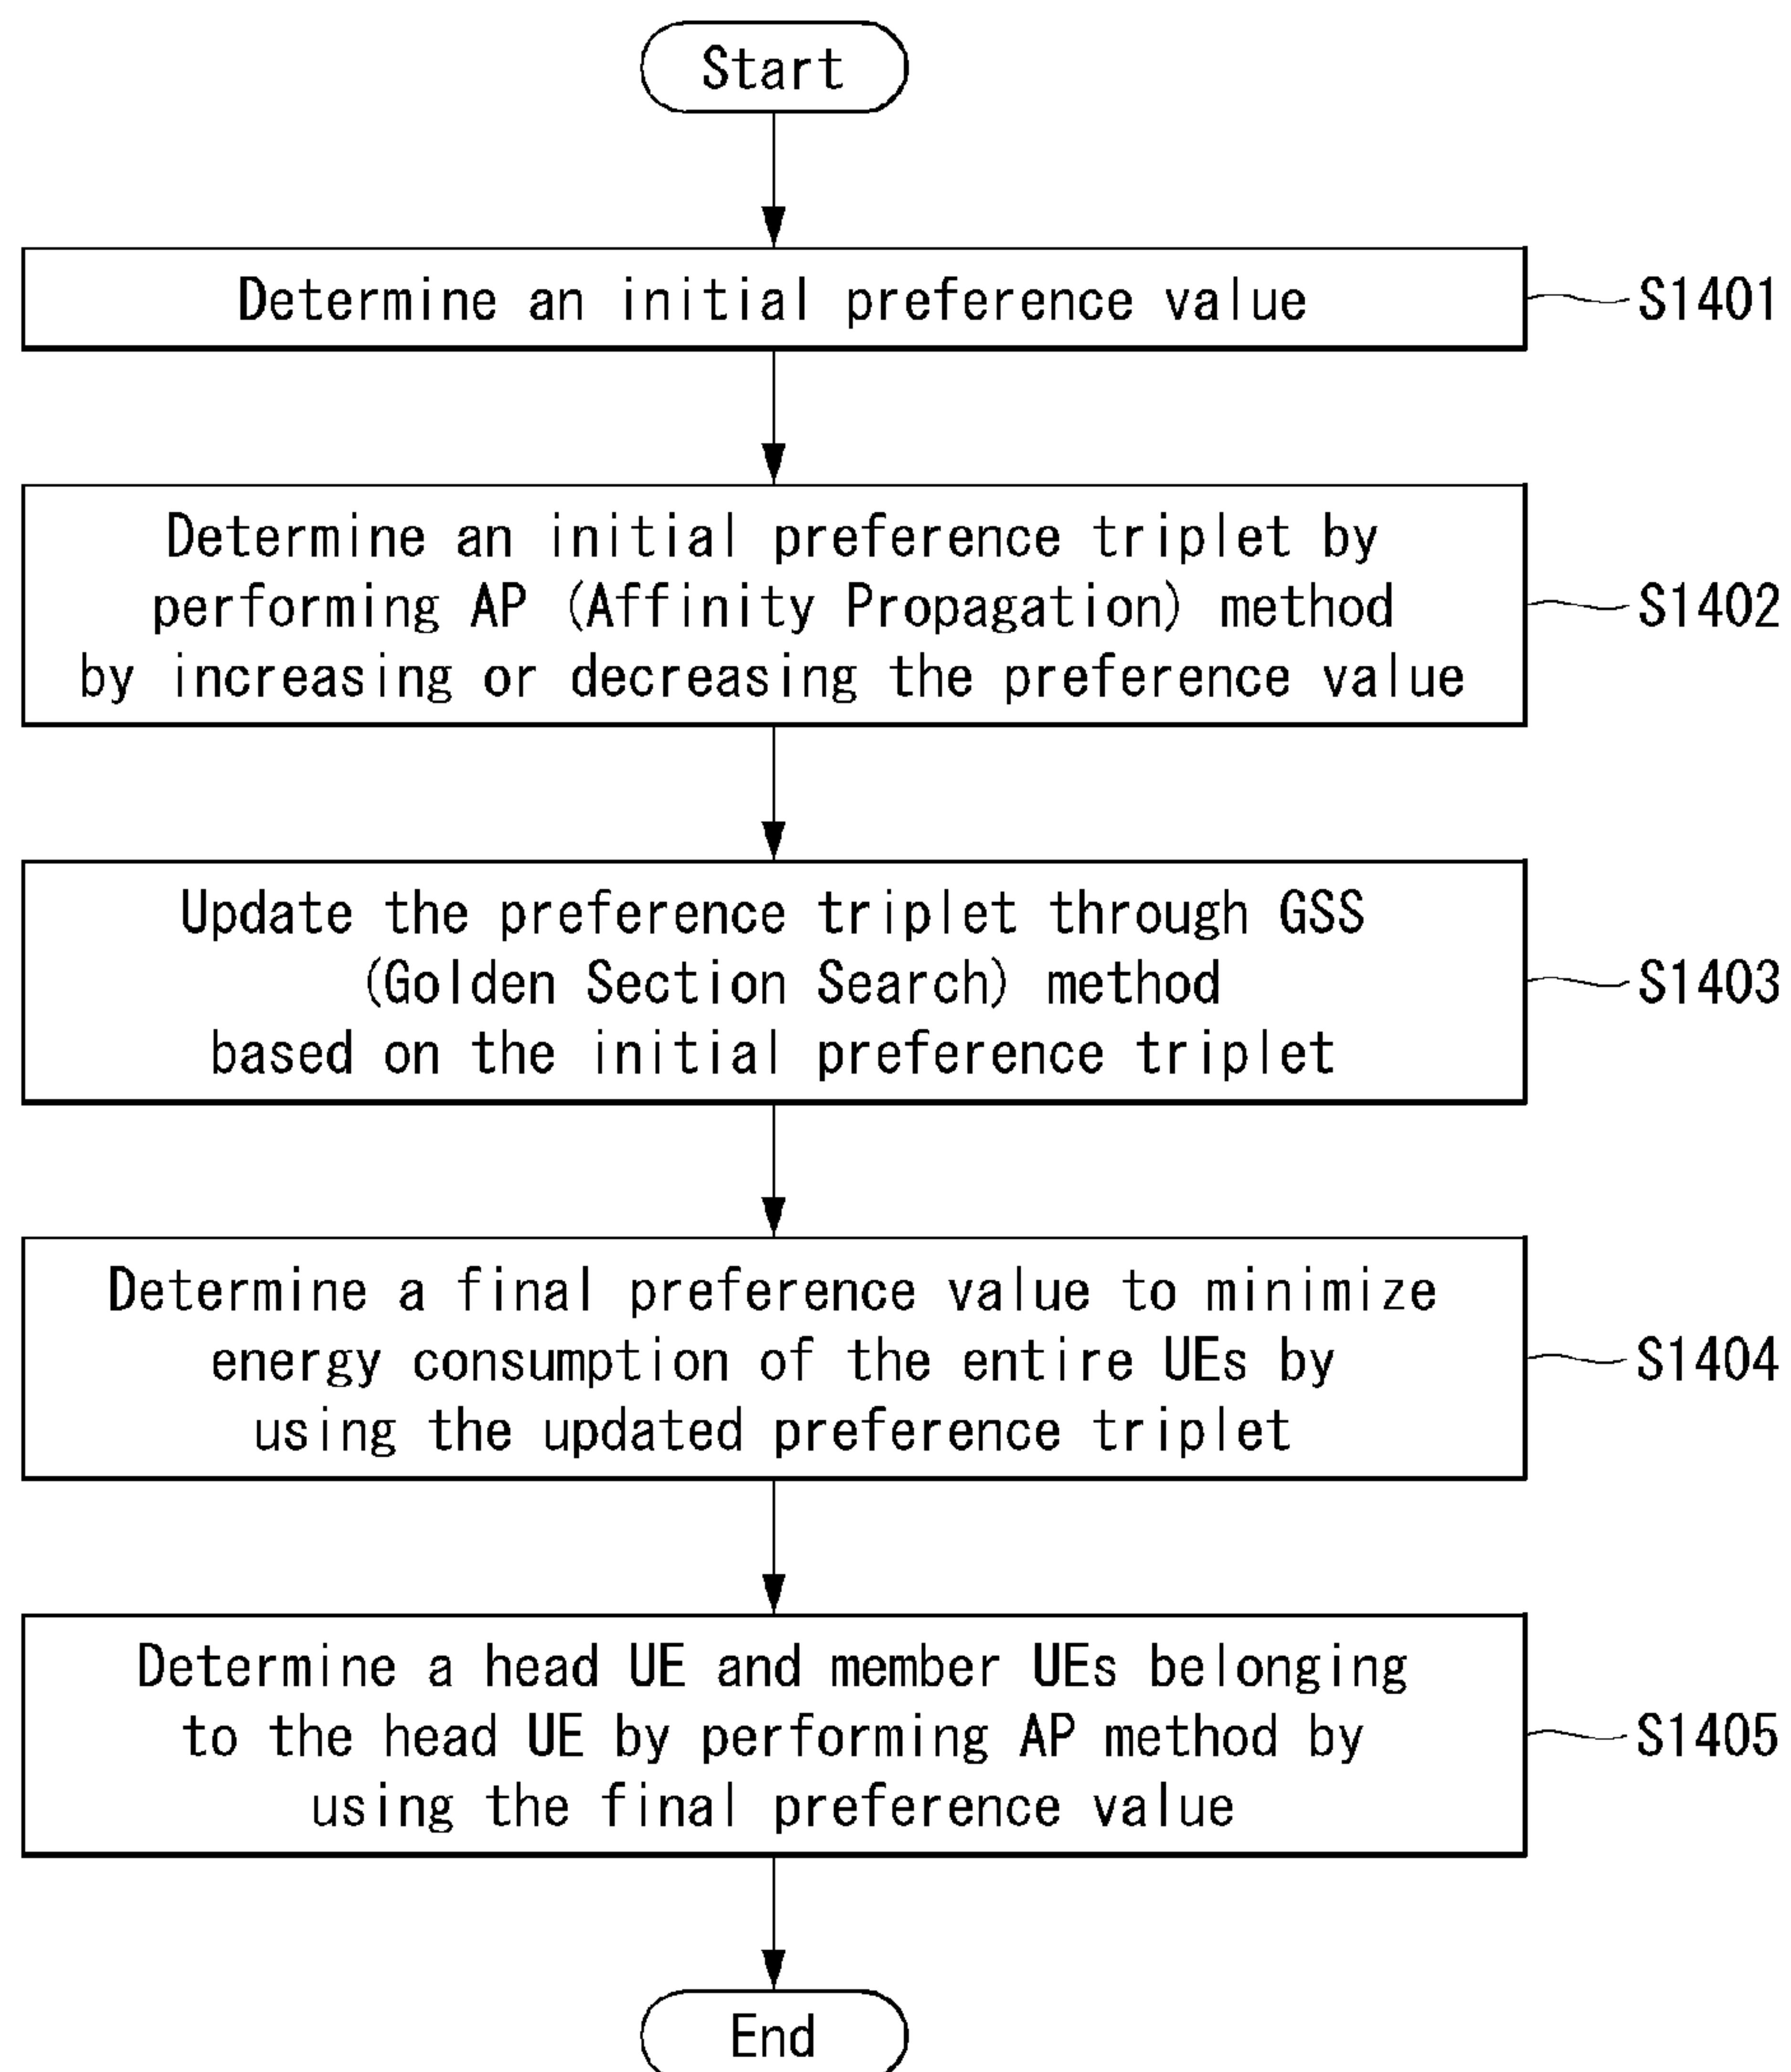 Start
Determine an initial preference value
S1401
Determine an initial preference triplet by
performing AP (Affinity Propagation) method
by increasing or decreasing the preference value
S1402
Update the preference triplet through GSS
(Golden Section Search) method
based on the initial preference triplet
S1403
Determine a final preference value to minimize
energy consumption of the entire UEs by
using the updated preference triplet
S1404
Determine a head UE and member UEs belonging
to the head UE by performing AP method by
using the final preference value
S1405
End